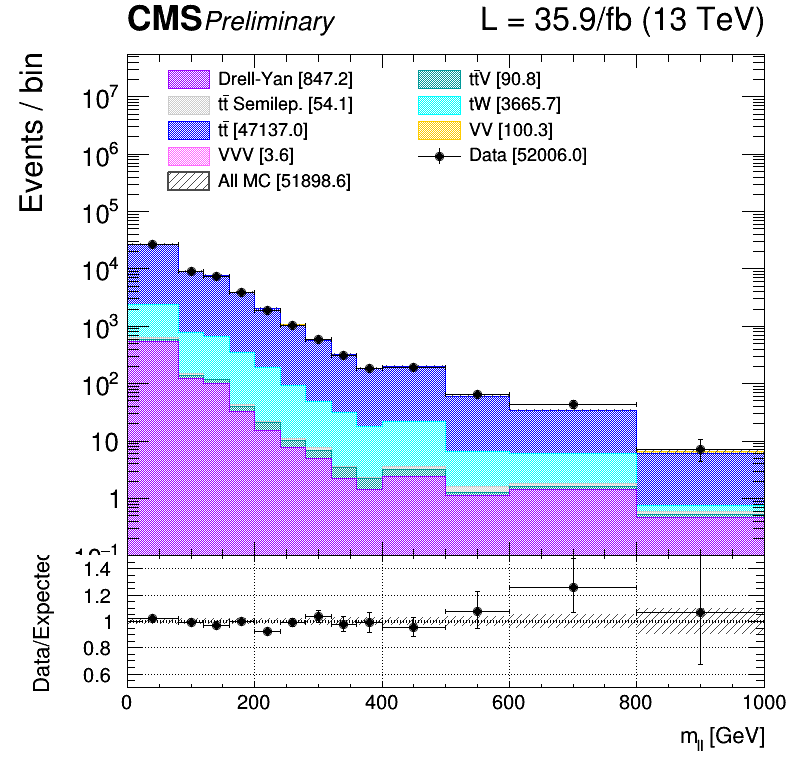 CMS Preliminary L = 35.9/fb (13 TeV)
Events / bin
Drell-Yan [847.2]
tt̄ Semilep. [54.1]
tt̄ [47137.0]
VVV [3.6]
All MC [51898.6]
tt̄V [90.8]
tW [3665.7]
VV [100.3]
Data [52006.0]
10⁷
10⁶
10⁵
10⁴
10³
10²
10
1
10⁻¹
Data/Expected
1.4
1.2
1
0.8
0.6
0 200 400 600 800 1000
m_ll [GeV]